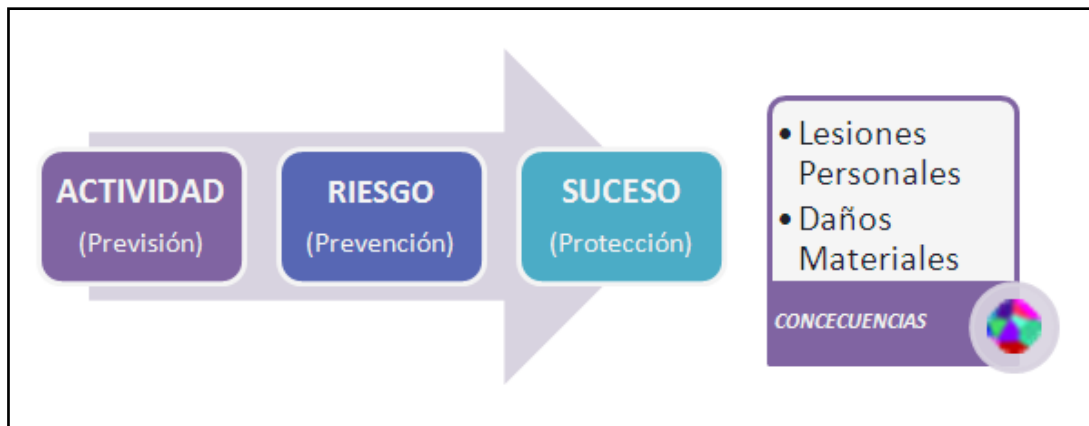 ACTIVIDAD
(Previsión)
RIESGO
(Prevención)
SUCESO
(Protección)
• Lesiones
Personales
• Daños
Materiales
CONCECUENCIAS